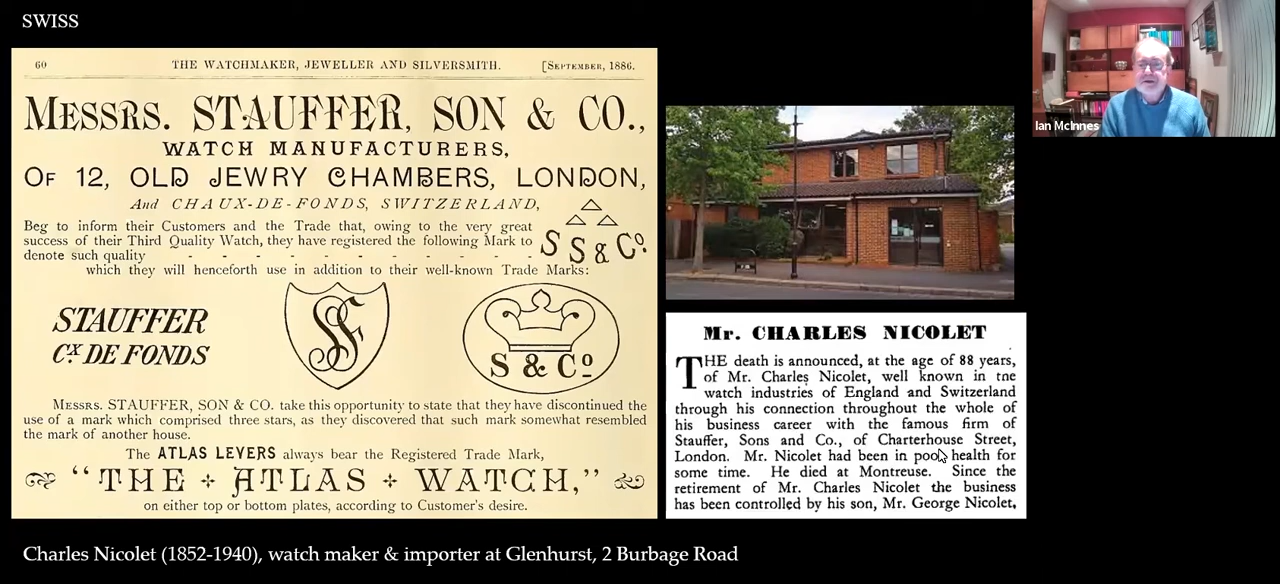 SWISS
60 THE WATCHMAKER, JEWELLER AND SILVERSMITH. [SEPTEMBER, 1886.
MESSRS. STAUFFER, SON & CO.,
WATCH MANUFACTURERS,
OF 12, OLD JEWRY CHAMBERS, LONDON,
And CHAUX-DE-FONDS, SWITZERLAND,
Beg to inform their Customers and the Trade that, owing to the very great
success of their Third Quality Watch, they have registered the following Mark to
denote such quality - - - - - - - - - - -
S S & Co.
which they will henceforth use in addition to their well-known Trade Marks:
STAUFFER
CX DE FONDS
SSF
S & Co
MESSRS. STAUFFER, SON & CO. take this opportunity to state that they have discontinued the
use of a mark which comprised three stars, as they discovered that such mark somewhat resembled
the mark of another house.
The ATLAS LEVERS always bear the Registered Trade Mark,
"THE ATLAS WATCH,"
on either top or bottom plates, according to Customer's desire.
Ian McInnes
Mr. CHARLES NICOLET
THE death is announced, at the age of 88 years,
of Mr. Charles Nicolet, well known in tne
watch industries of England and Switzerland
through his connection throughout the whole of
his business career with the famous firm of
Stauffer, Sons and Co., of Charterhouse Street,
London. Mr. Nicolet had been in poor health for
some time. He died at Montreuse. Since the
retirement of Mr. Charles Nicolet the business
has been controlled by his son, Mr. George Nicolet,
Charles Nicolet (1852-1940), watch maker & importer at Glenhurst, 2 Burbage Road